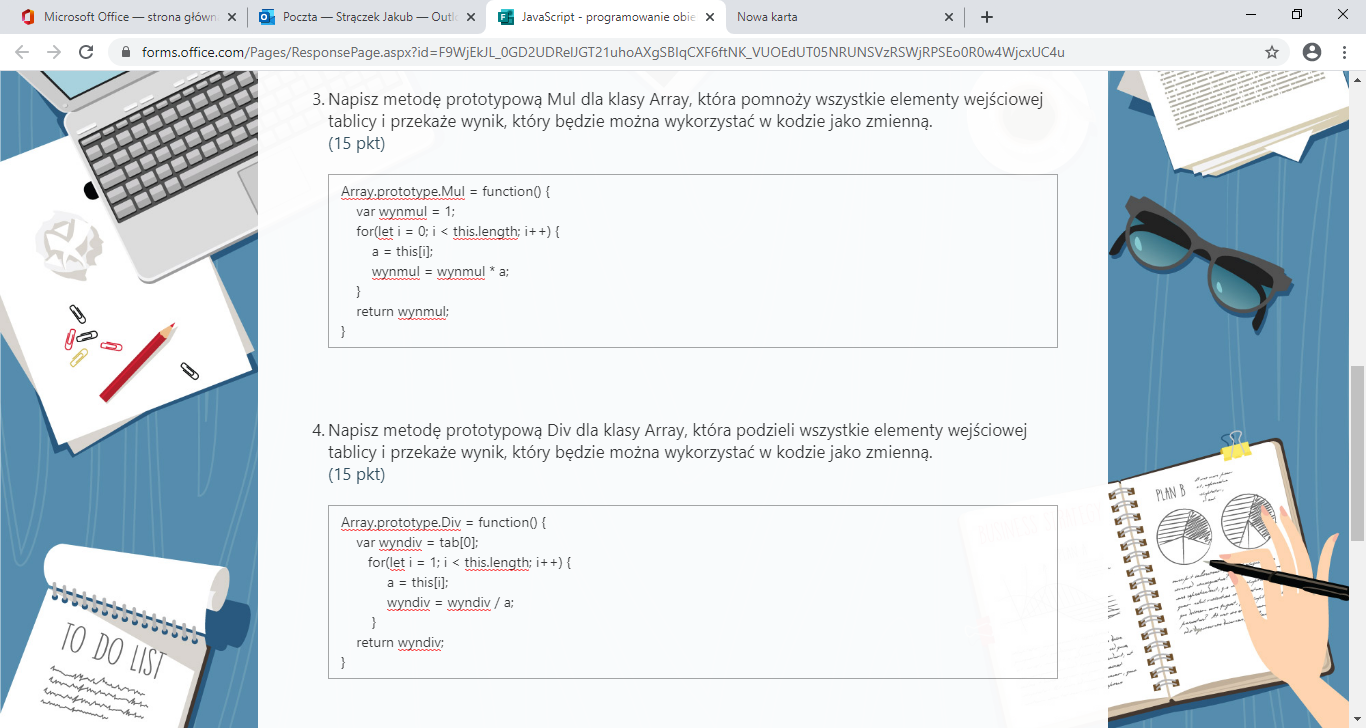 Microsoft Office — strona główn
Poczta — Strączek Jakub — Outl
JavaScript - programowanie obie
Nowa karta
forms.office.com/Pages/ResponsePage.aspx?id=F9WjEkJL_0GD2UDRelJGT21uhoAXgSBIqCXF6ftNK_VUOEdUT05NRUNSVzRSWjRPSEo0R0w4WjcxUC4u
3. Napisz metodę prototypową Mul dla klasy Array, która pomnoży wszystkie elementy wejściowej
tablicy i przekaże wynik, który będzie można wykorzystać w kodzie jako zmienną.
(15 pkt)
Array.prototype.Mul = function() {
var wynmul = 1;
for(let i = 0; i < this.length; i++) {
a = this[i];
wynmul = wynmul * a;
}
return wynmul;
}
4. Napisz metodę prototypową Div dla klasy Array, która podzieli wszystkie elementy wejściowej
tablicy i przekaże wynik, który będzie można wykorzystać w kodzie jako zmienną.
(15 pkt)
Array.prototype.Div = function() {
var wyndiv = tab[0];
for(let i = 1; i < this.length; i++) {
a = this[i];
wyndiv = wyndiv / a;
}
return wyndiv;
}
TO DO LIST
PLAN B